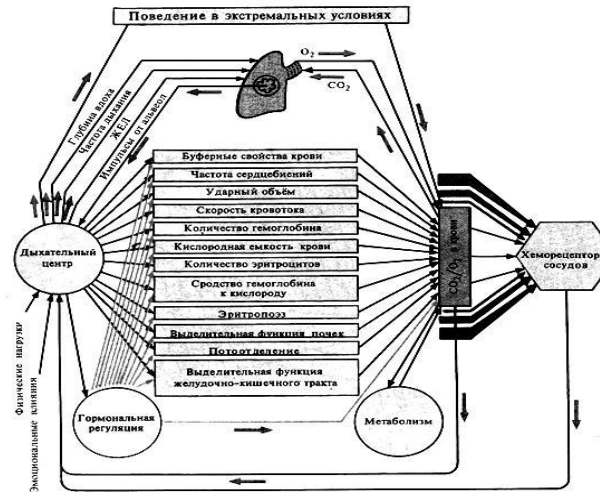 Поведение в экстремальных условиях
O₂
CO₂
Глубина вдоха
Частота дыхания
ЖЕЛ
Импульсы от альвеол
Буферные свойства крови
Частота сердцебиений
Ударный объём
Скорость кровотока
Количество гемоглобина
Кислородная емкость крови
Количество эритроцитов
Сродство гемоглобина
к кислороду
Эритропоэз
Выделительная функция почек
Потоотделение
Выделительная функция
желудочно-кишечного тракта
Дыхательный
центр
CO₂/O₂ в крови
Хеморецептор
сосудов
Физические нагрузки
Эмоциональные влияния
Гормональная
регуляция
Метаболизм